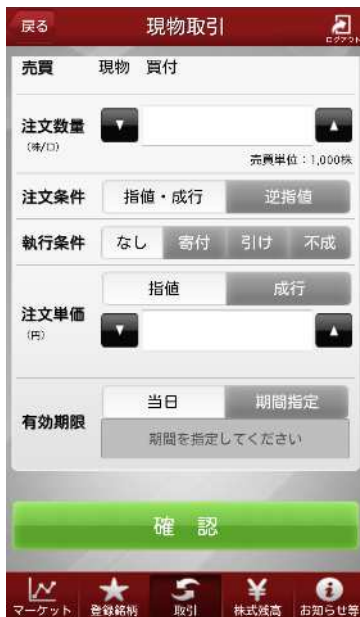 戻る 現物取引 ログアウト
売買 現物 買付
注文数量
(株/口)
▼ ▲
売買単位：1,000株
注文条件 指値・成行 逆指値
執行条件 なし 寄付 引け 不成
指値 成行
注文単価
(円)
▼ ▲
当日 期間指定
有効期限
期間を指定してください
確認
マーケット 登録銘柄 取引 株式残高 お知らせ等